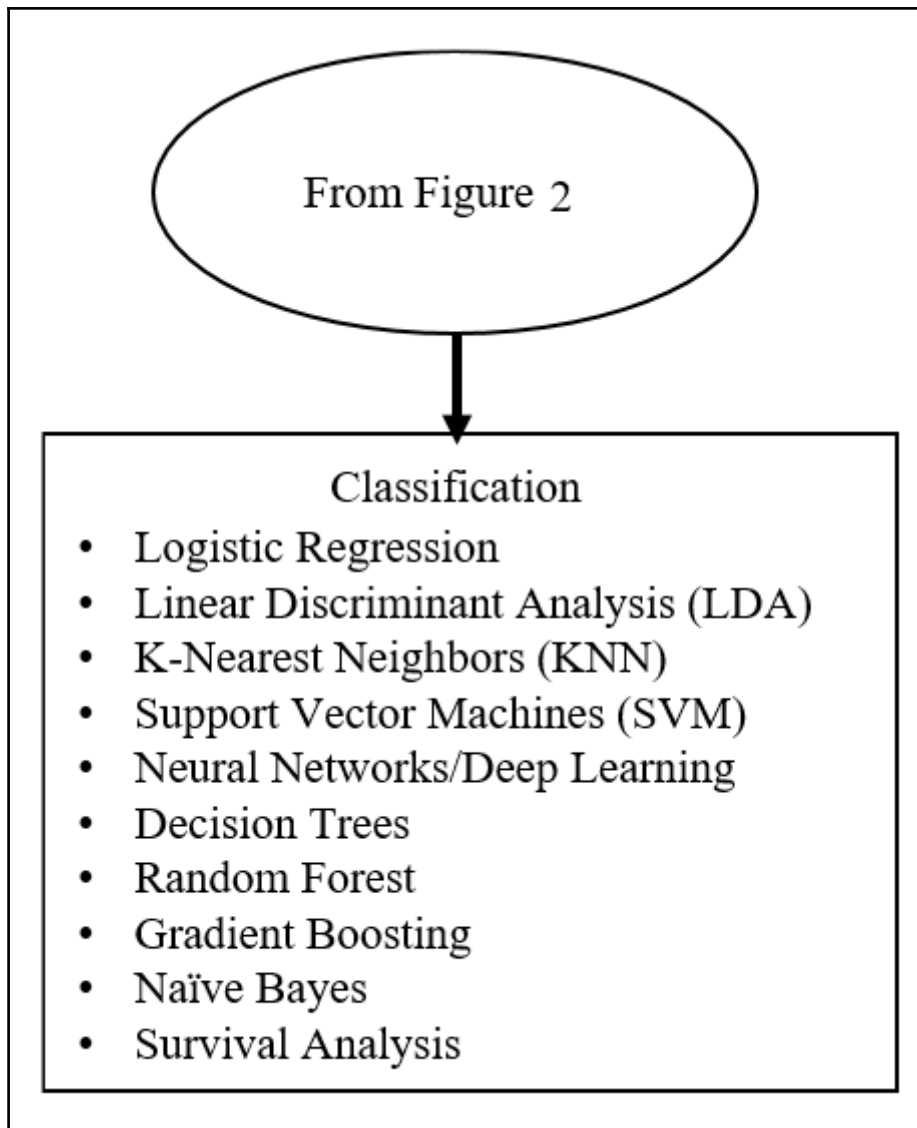 From Figure 2
Classification
• Logistic Regression
• Linear Discriminant Analysis (LDA)
• K-Nearest Neighbors (KNN)
• Support Vector Machines (SVM)
• Neural Networks/Deep Learning
• Decision Trees
• Random Forest
• Gradient Boosting
• Naïve Bayes
• Survival Analysis